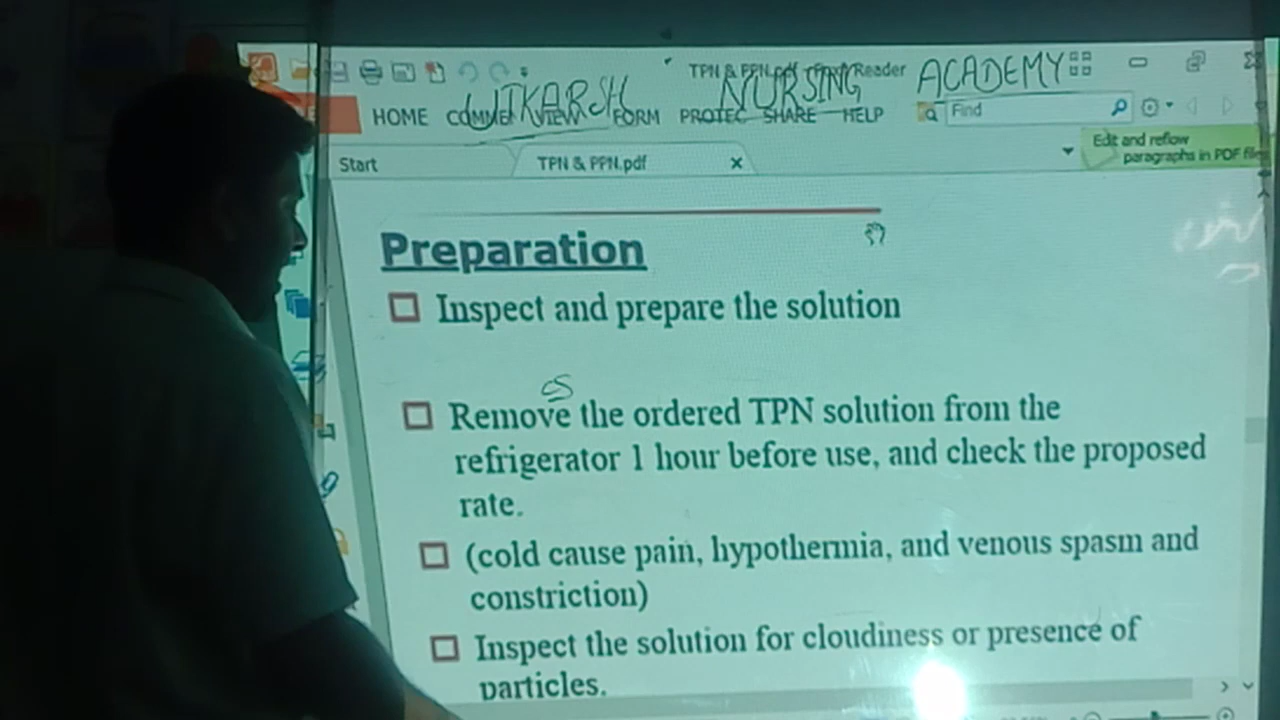 TPN & PPN.pdf - Reader
UTKARSH NURSING ACADEMY
HOME COMMENT VIEW FORM PROTEC SHARE HELP
Find
Edit and reflow
paragraphs in PDF file
Start
TPN & PPN.pdf
Preparation
Inspect and prepare the solution
Remove the ordered TPN solution from the
refrigerator 1 hour before use, and check the proposed
rate.
(cold cause pain, hypothermia, and venous spasm and
constriction)
Inspect the solution for cloudiness or presence of
particles.